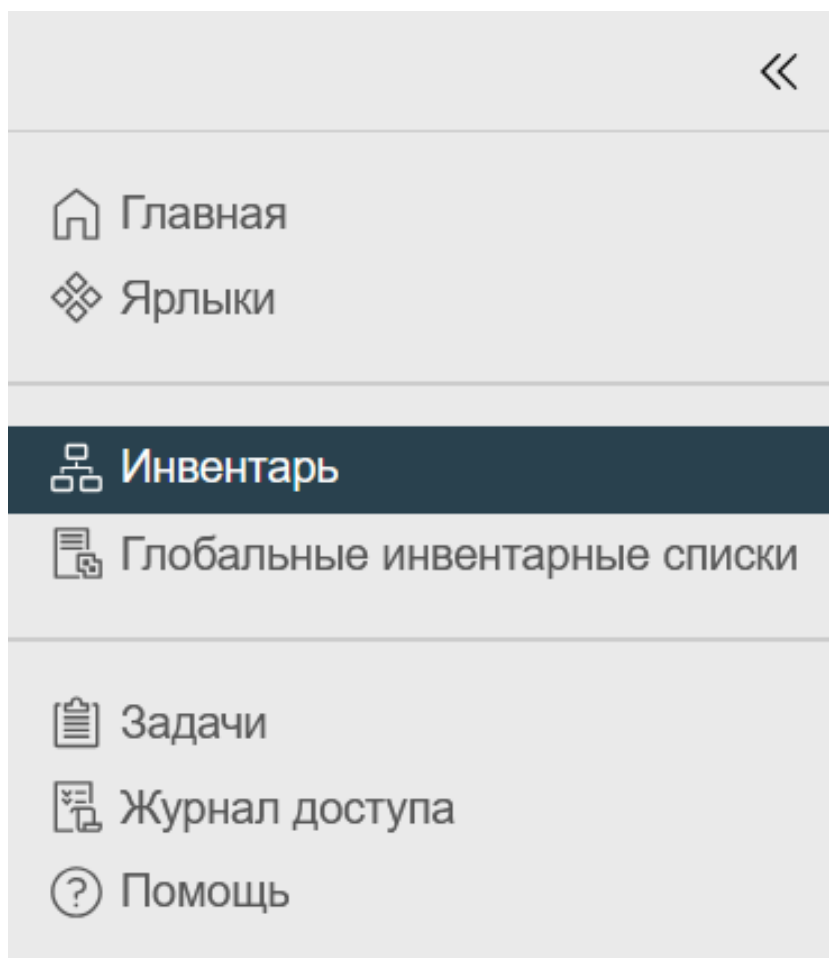 Главная
Ярлыки
Инвентарь
Глобальные инвентарные списки
Задачи
Журнал доступа
Помощь